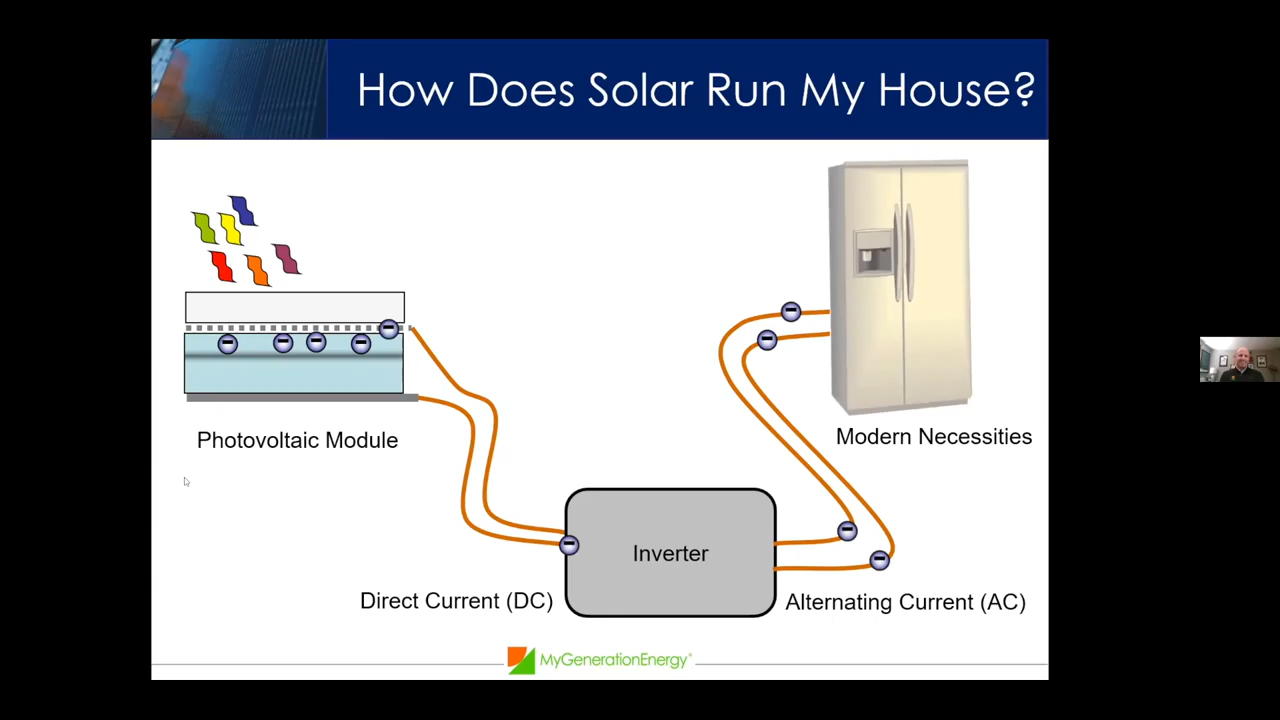 How Does Solar Run My House?
Photovoltaic Module
Modern Necessities
Inverter
Direct Current (DC)
Alternating Current (AC)
MyGenerationEnergy®